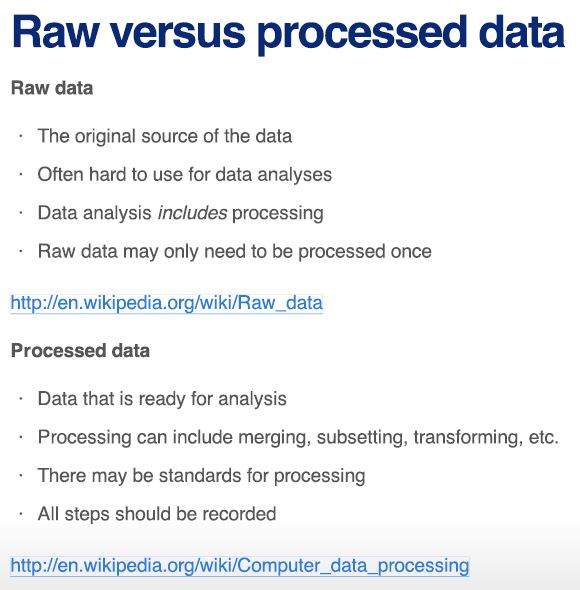 Raw versus processed data
Raw data
· The original source of the data
· Often hard to use for data analyses
· Data analysis includes processing
· Raw data may only need to be processed once
http://en.wikipedia.org/wiki/Raw_data
Processed data
· Data that is ready for analysis
· Processing can include merging, subsetting, transforming, etc.
· There may be standards for processing
· All steps should be recorded
http://en.wikipedia.org/wiki/Computer_data_processing